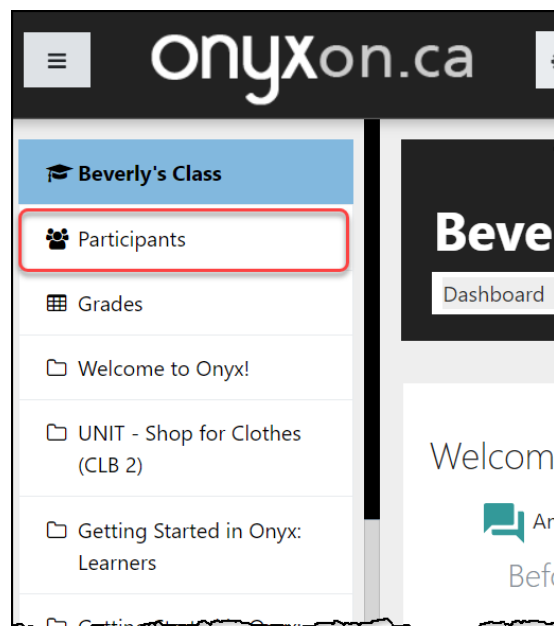 onyxon.ca
Beverly's Class
Participants
Grades
Welcome to Onyx!
UNIT - Shop for Clothes
(CLB 2)
Getting Started in Onyx:
Learners
Beve
Dashboard
Welcom
Ar
Befo